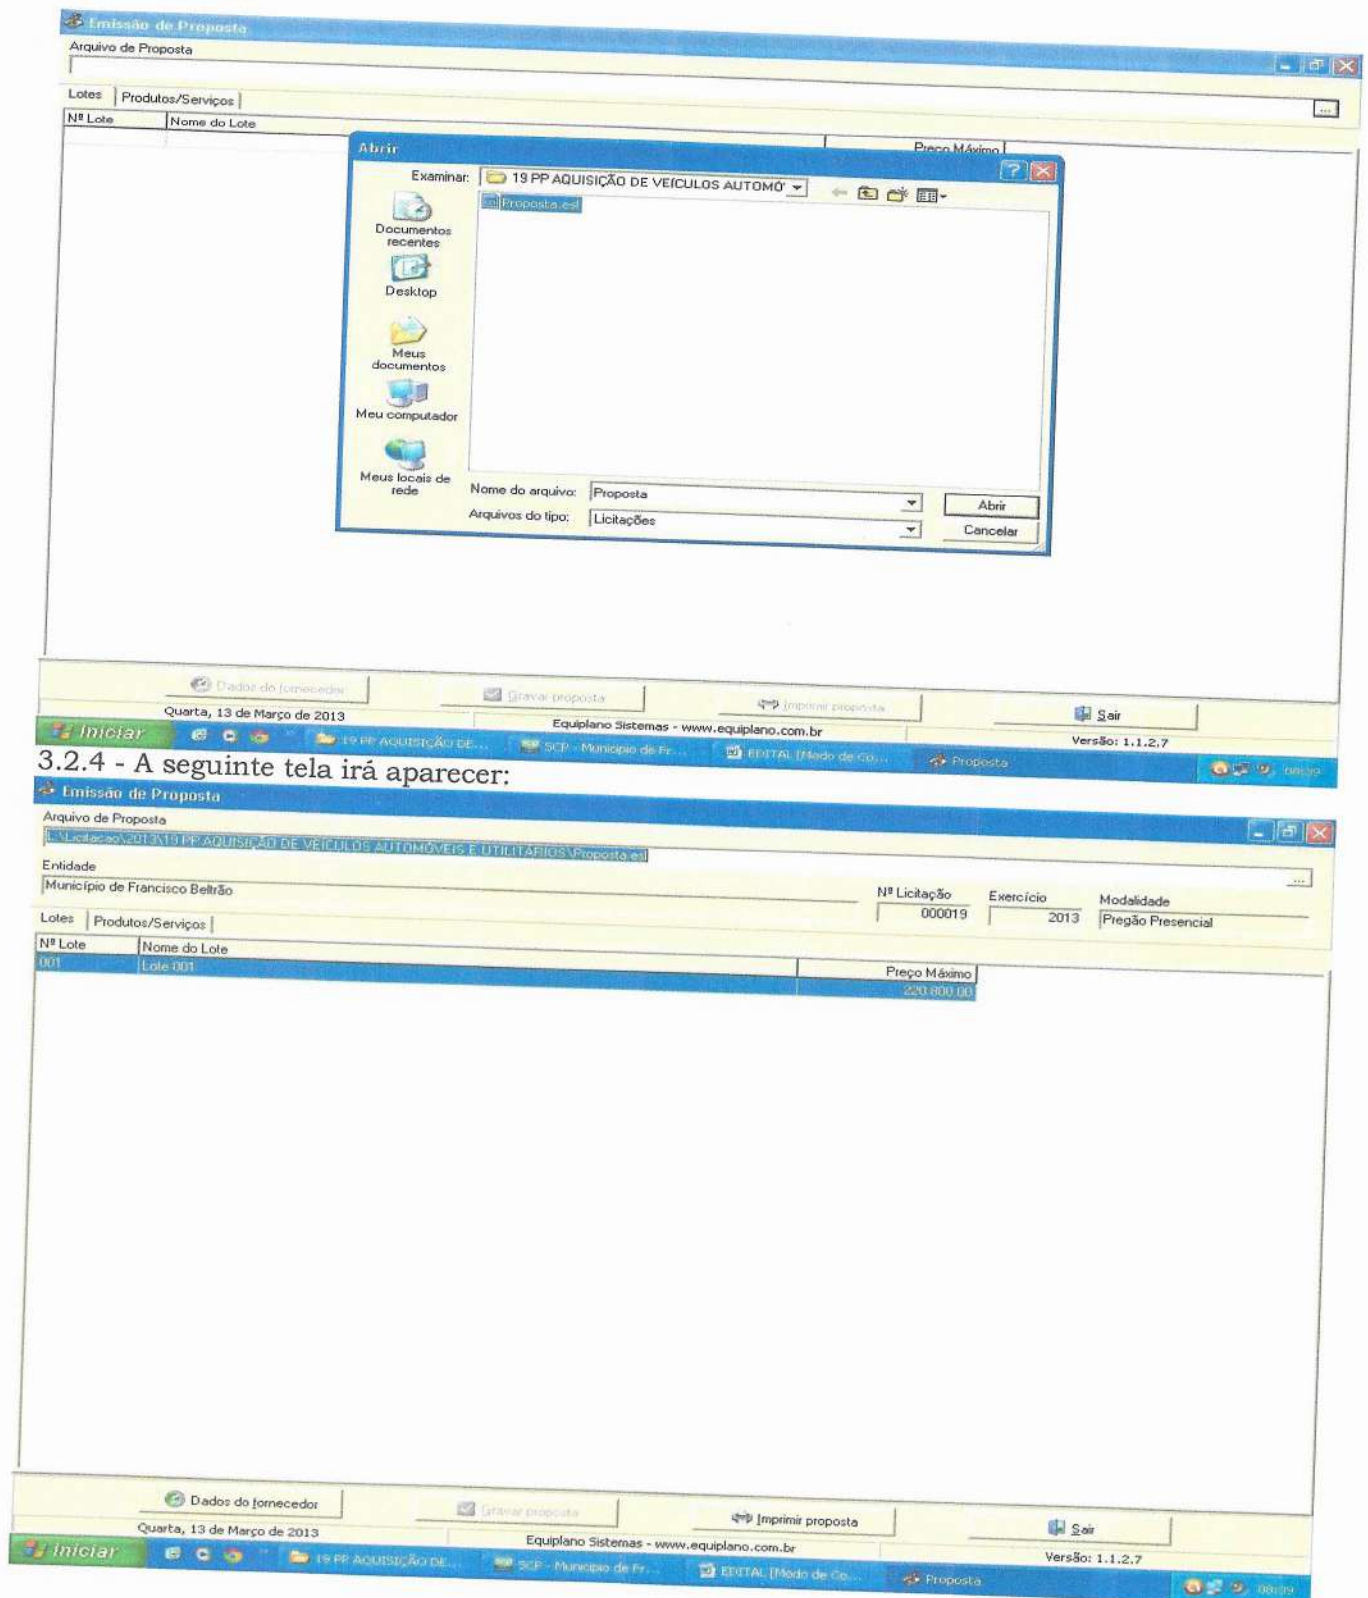 Emissão de Proposta
Arquivo de Proposta
...
Lotes Produtos/Serviços
Nº Lote Nome do Lote Preço Máximo
Abrir
Examinar: 19 PP AQUISIÇÃO DE VEÍCULOS AUTOMÓ
Proposta.esl
Documentos
recentes
Desktop
Meus
documentos
Meu computador
Meus locais de
rede
Nome do arquivo: Proposta Abrir
Arquivos do tipo: Licitações Cancelar
Dados do fornecedor Gravar proposta Imprimir proposta Sair
Quarta, 13 de Março de 2013 Equiplano Sistemas - www.equiplano.com.br Versão: 1.1.2.7
Iniciar 19 PP AQUISIÇÃO DE... SCP - Municipio de Fr... EDITAL [Modo de Co... Proposta 08:39
3.2.4 - A seguinte tela irá aparecer:
Emissão de Proposta
Arquivo de Proposta
L:\Licitacao\2013\19 PP AQUISIÇÃO DE VEÍCULOS AUTOMÓVEIS E UTILITÁRIOS\Proposta.esl ...
Entidade Nº Licitação Exercício Modalidade
Município de Francisco Beltrão 000019 2013 Pregão Presencial
Lotes Produtos/Serviços
Nº Lote Nome do Lote Preço Máximo
001 Lote 001 220.800,00
Dados do fornecedor Gravar proposta Imprimir proposta Sair
Quarta, 13 de Março de 2013 Equiplano Sistemas - www.equiplano.com.br Versão: 1.1.2.7
Iniciar 19 PP AQUISIÇÃO DE... SCP - Municipio de Fr... EDITAL [Modo de Co... Proposta 08:39